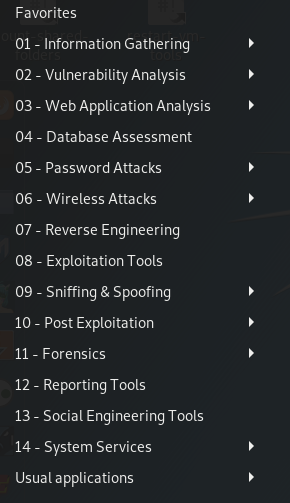 Favorites
01 - Information Gathering
02 - Vulnerability Analysis
03 - Web Application Analysis
04 - Database Assessment
05 - Password Attacks
06 - Wireless Attacks
07 - Reverse Engineering
08 - Exploitation Tools
09 - Sniffing & Spoofing
10 - Post Exploitation
11 - Forensics
12 - Reporting Tools
13 - Social Engineering Tools
14 - System Services
Usual applications